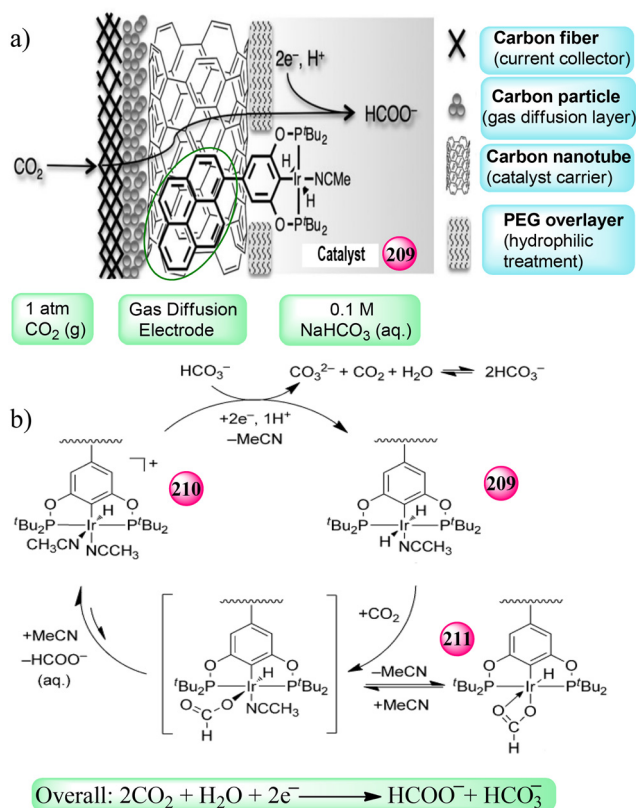 a)
2e⁻, H⁺
HCOO⁻
CO₂
O–PᵗBu₂
H
Ir–NCMe
H
O–PᵗBu₂
Catalyst 209
Carbon fiber
(current collector)
Carbon particle
(gas diffusion layer)
Carbon nanotube
(catalyst carrier)
PEG overlayer
(hydrophilic
treatment)
1 atm
CO₂ (g)
Gas Diffusion
Electrode
0.1 M
NaHCO₃ (aq.)
b)
HCO₃⁻
CO₃²⁻ + CO₂ + H₂O ⇌ 2HCO₃⁻
+2e⁻, 1H⁺
–MeCN
+
210
O H O
ᵗBu₂P Ir PᵗBu₂
CH₃CN
NCCH₃
209
O H O
ᵗBu₂P Ir PᵗBu₂
H
NCCH₃
+CO₂
+MeCN
–HCOO⁻
(aq.)
O H O
ᵗBu₂P Ir PᵗBu₂
O O NCCH₃
H
–MeCN
+MeCN
211
O H O
ᵗBu₂P Ir PᵗBu₂
O O
H
Overall: 2CO₂ + H₂O + 2e⁻ ⟶ HCOO⁻ + HCO₃⁻